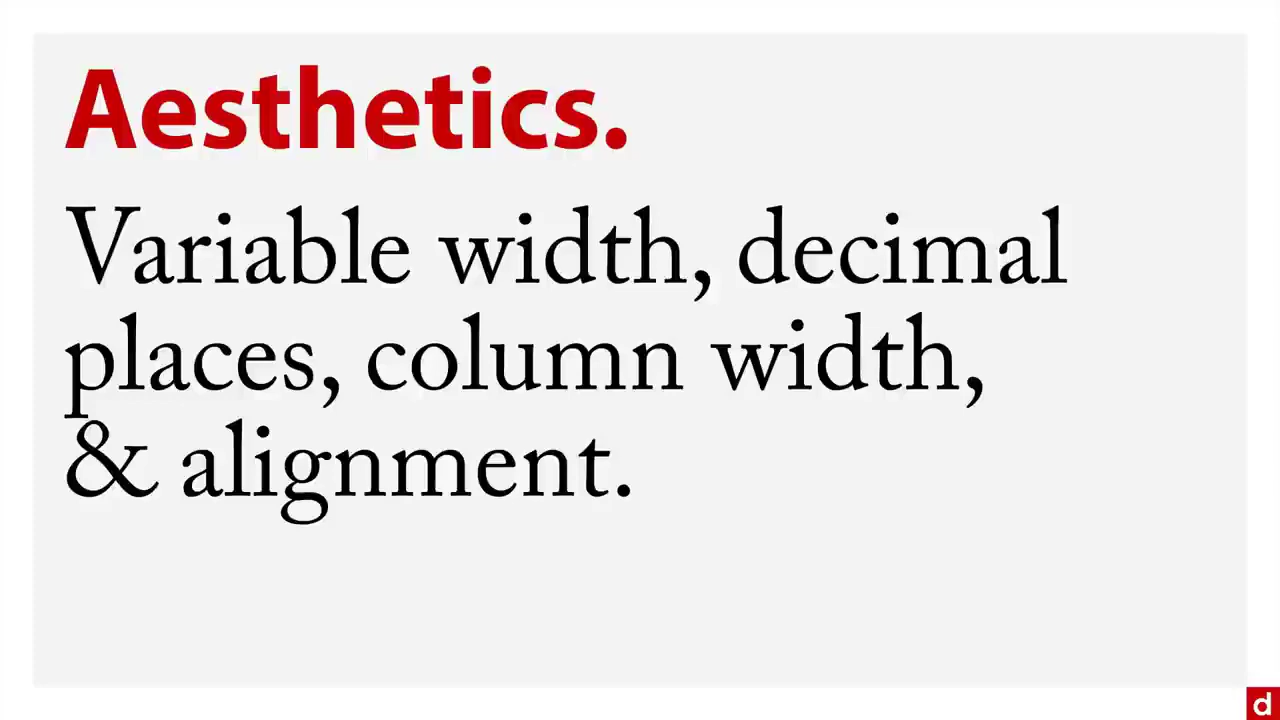 Aesthetics.
Variable width, decimal
places, column width,
& alignment.
d